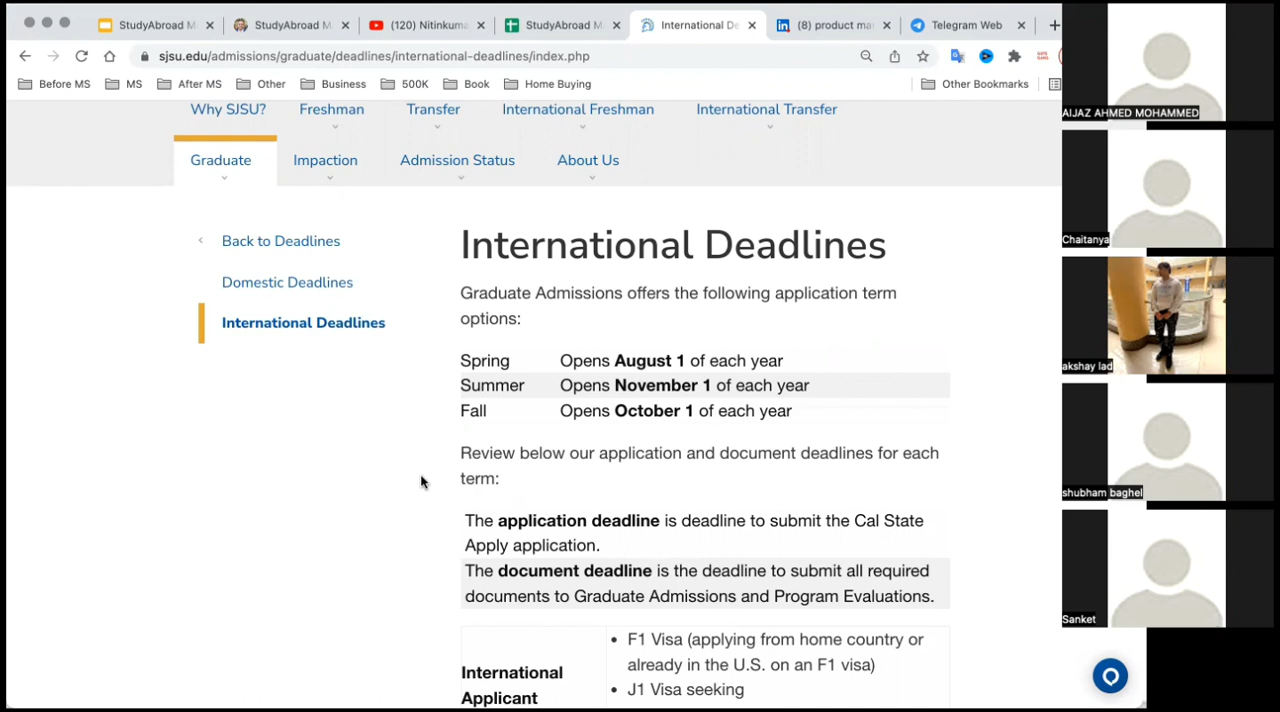 StudyAbroad M
StudyAbroad M
(120) Nitinkuma
StudyAbroad M
International De
(8) product ma
Telegram Web
sjsu.edu/admissions/graduate/deadlines/international-deadlines/index.php
Before MS
MS
After MS
Other
Business
500K
Book
Home Buying
Other Bookmarks
Why SJSU?
Freshman
Transfer
International Freshman
International Transfer
Graduate
Impaction
Admission Status
About Us
Back to Deadlines
Domestic Deadlines
International Deadlines
International Deadlines
Graduate Admissions offers the following application term
options:
Spring Opens August 1 of each year
Summer Opens November 1 of each year
Fall Opens October 1 of each year
Review below our application and document deadlines for each
term:
The application deadline is deadline to submit the Cal State
Apply application.
The document deadline is the deadline to submit all required
documents to Graduate Admissions and Program Evaluations.
International
Applicant
• F1 Visa (applying from home country or
already in the U.S. on an F1 visa)
• J1 Visa seeking
AIJAZ AHMED MOHAMMED
Chaitanya
akshay lad
shubham baghel
Sanket